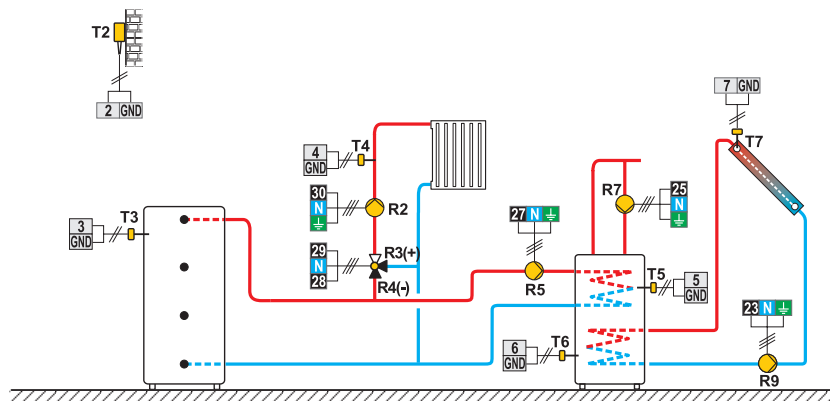 T2
2 GND
7 GND
T7
4
GND
T4
30
N
R2
3
GND
T3
29
N
28
R3(+)
R4(-)
27 N
R5
R7
25
N
T5
5
GND
6
GND
T6
23 N
R9